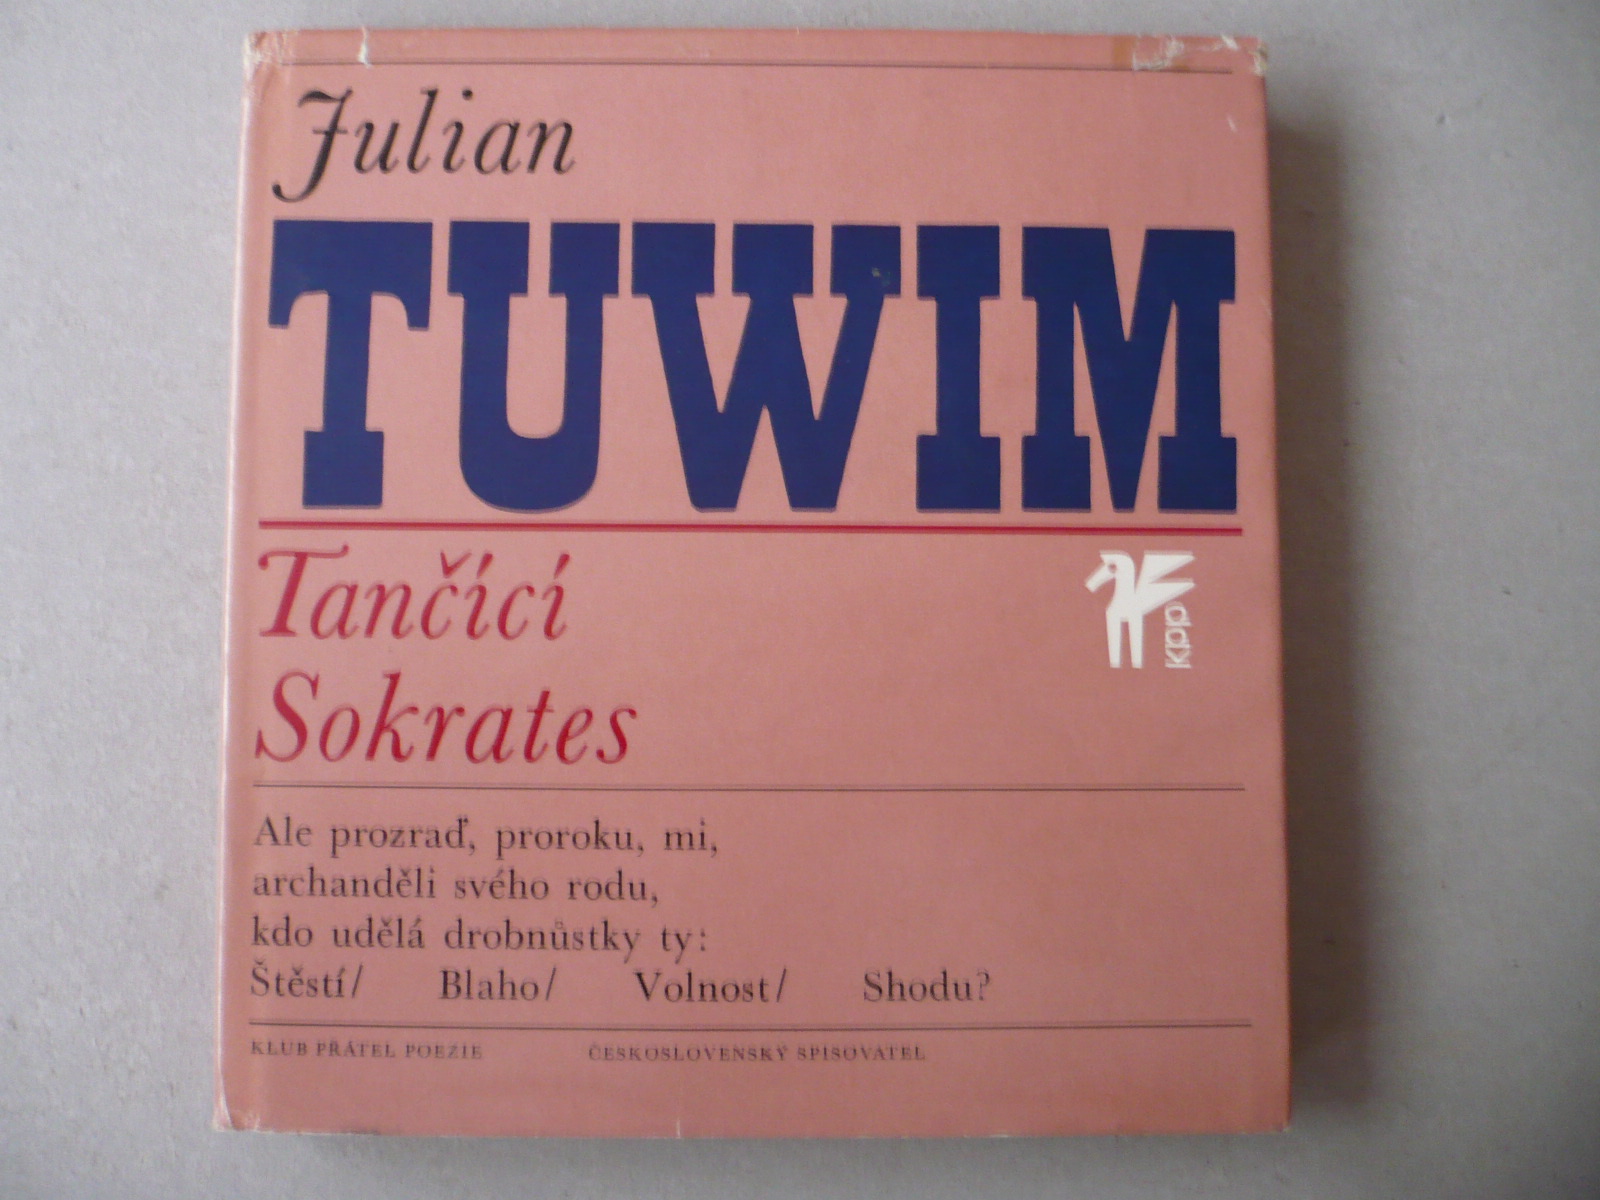 Julian
TUWIM
Tančící
Sokrates
kpp
Ale prozraď, proroku, mi,
archanděli svého rodu,
kdo udělá drobnůstky ty:
Štěstí/ Blaho/ Volnost/ Shodu?
KLUB PŘÁTEL POEZIE ČESKOSLOVENSKÝ SPISOVATEL